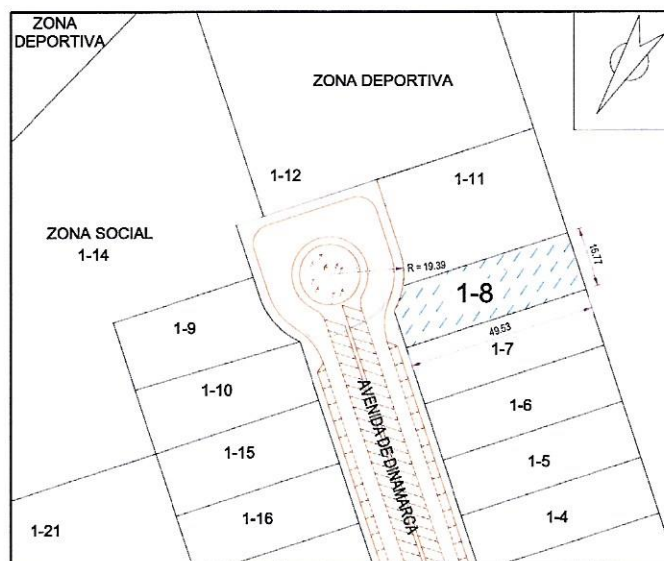 ZONA
DEPORTIVA
ZONA DEPORTIVA
1-12
1-11
ZONA SOCIAL
1-14
R = 19.39
15.77
1-8
49.53
1-9
1-7
1-10
1-6
AVENIDA DE DINAMARCA
1-15
1-5
1-16
1-4
1-21